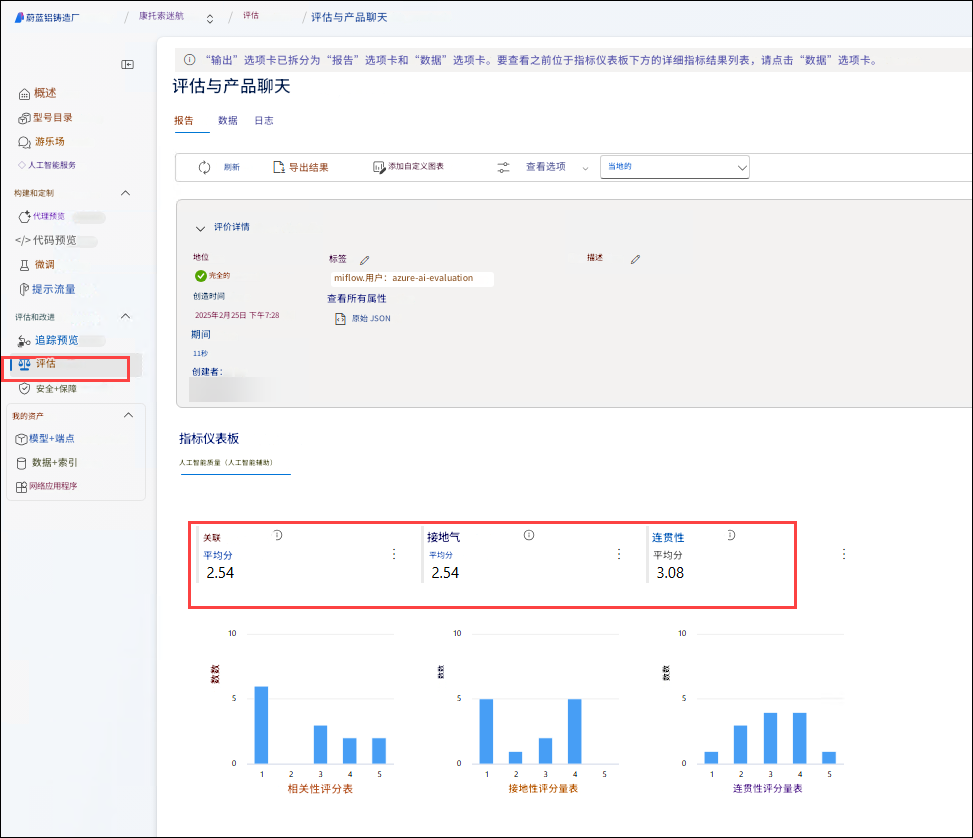 蔚蓝铝铸造厂 / 康托索迷航 / 评估 / 评估与产品聊天
“输出”选项卡已拆分为“报告”选项卡和“数据”选项卡。要查看之前位于指标仪表板下方的详细指标结果列表，请点击“数据”选项卡。
评估与产品聊天
报告 数据 日志
刷新 导出结果 添加自定义图表 查看选项 当地的
概述
型号目录
游乐场
人工智能服务
构建和定制
代理预览
</> 代码预览
微调
提示流量
评估和改进
追踪预览
评估
安全+保障
我的资产
模型+端点
数据+索引
网络应用程序
评价详情
地位
完全的
创造时间
2025年2月25日 下午7:28
期间
11秒
创建者：
标签
miflow.用户：azure-ai-evaluation
查看所有属性
原始 JSON
描述
指标仪表板
人工智能质量（人工智能辅助）
关联
平均分
2.54
接地气
平均分
2.54
连贯性
平均分
3.08
10
数数
5
0
1 2 3 4 5
相关性评分表
10
数数
5
0
1 2 3 4 5
接地性评分量表
10
数数
5
0
1 2 3 4 5
连贯性评分量表